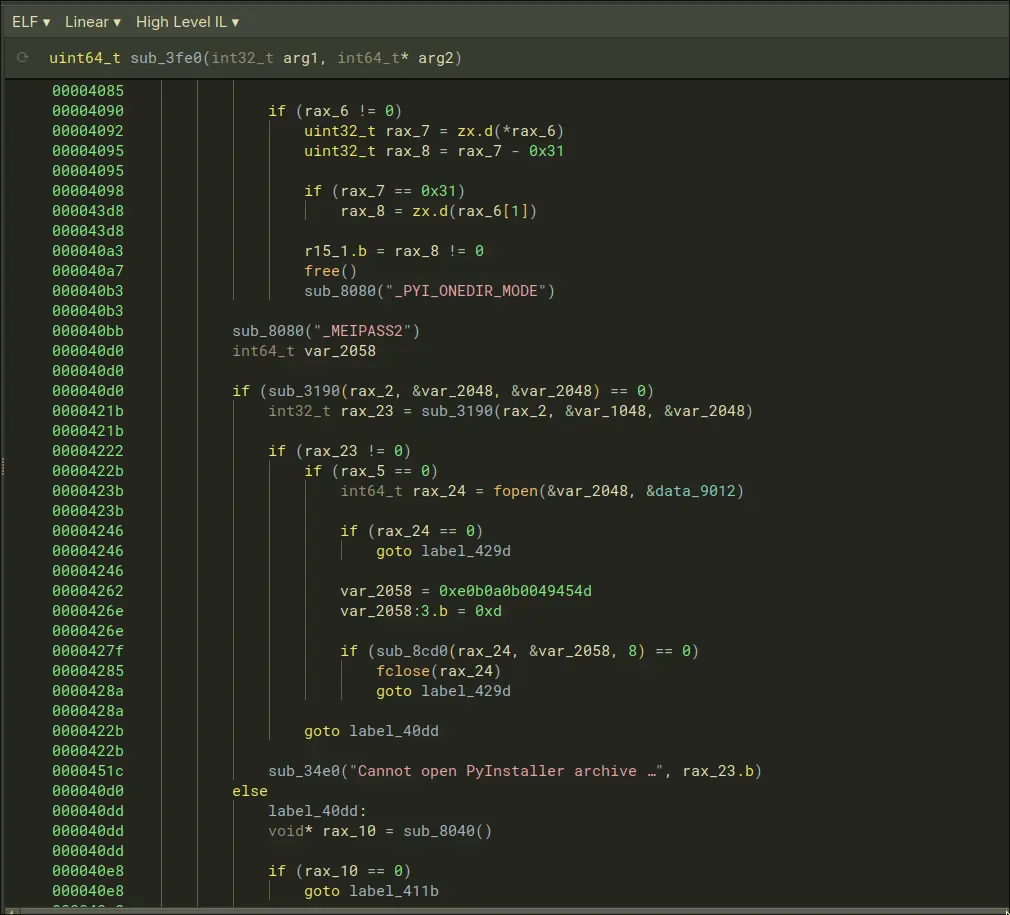 ELF ▾ Linear ▾ High Level IL ▾
uint64_t sub_3fe0(int32_t arg1, int64_t* arg2)
00004085
00004090 if (rax_6 != 0)
00004092 uint32_t rax_7 = zx.d(*rax_6)
00004095 uint32_t rax_8 = rax_7 - 0x31
00004095
00004098 if (rax_7 == 0x31)
000043d8 rax_8 = zx.d(rax_6[1])
000043d8
000040a3 r15_1.b = rax_8 != 0
000040a7 free()
000040b3 sub_8080("_PYI_ONEDIR_MODE")
000040b3
000040bb sub_8080("_MEIPASS2")
000040d0 int64_t var_2058
000040d0
000040d0 if (sub_3190(rax_2, &var_2048, &var_2048) == 0)
0000421b int32_t rax_23 = sub_3190(rax_2, &var_1048, &var_2048)
0000421b
00004222 if (rax_23 != 0)
0000422b if (rax_5 == 0)
0000423b int64_t rax_24 = fopen(&var_2048, &data_9012)
0000423b
00004246 if (rax_24 == 0)
00004246 goto label_429d
00004246
00004262 var_2058 = 0xe0b0a0b0049454d
0000426e var_2058:3.b = 0xd
0000426e
0000427f if (sub_8cd0(rax_24, &var_2058, 8) == 0)
00004285 fclose(rax_24)
0000428a goto label_429d
0000428a
0000422b goto label_40dd
0000422b
0000451c sub_34e0("Cannot open PyInstaller archive …", rax_23.b)
000040d0 else
000040dd label_40dd:
000040dd void* rax_10 = sub_8040()
000040dd
000040e8 if (rax_10 == 0)
000040e8 goto label_411b